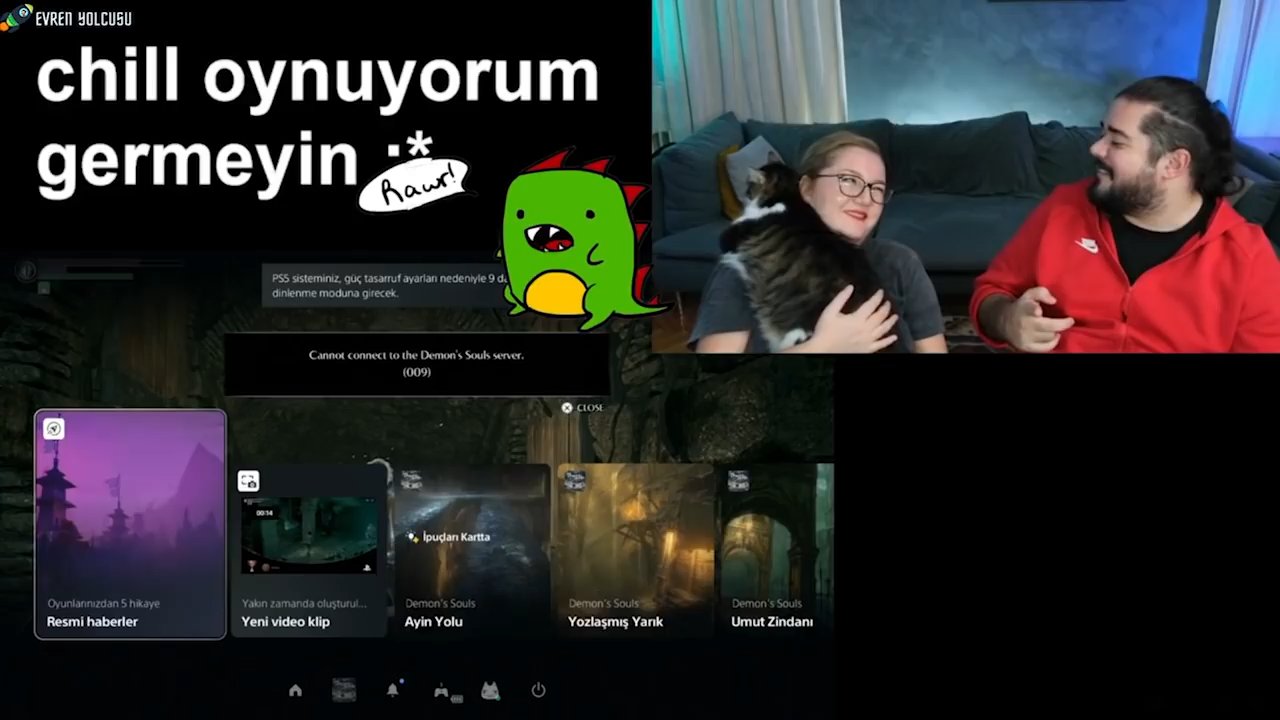 EVREN YOLCUSU
chill oynuyorum
germeyin :*
Rawr!
PS5 sisteminiz, güç tasarruf ayarları nedeniyle 9 d
dinlenme moduna girecek.
Cannot connect to the Demon's Souls server.
(009)
CLOSE
00:14
İpuçları Kartta
Oyunlarınızdan 5 hikaye
Resmi haberler
Yakın zamanda oluşturul...
Yeni video klip
Demon's Souls
Ayin Yolu
Demon's Souls
Yozlaşmış Yarık
Demon's Souls
Umut Zindanı